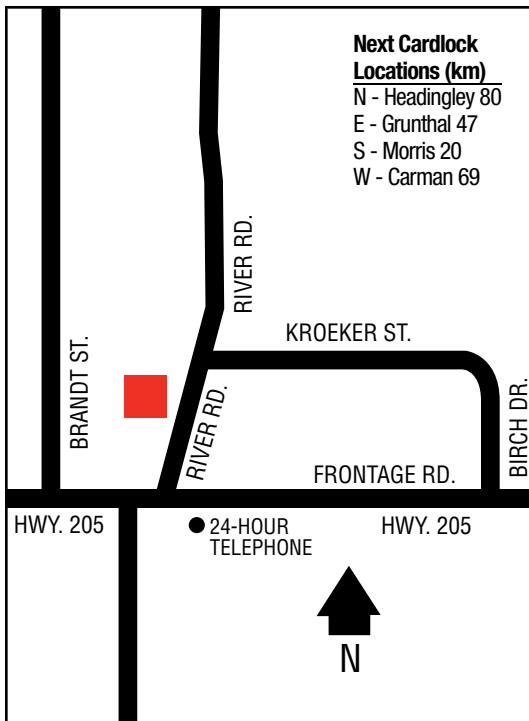 Next Cardlock
Locations (km)
N - Headingley 80
E - Grunthal 47
S - Morris 20
W - Carman 69
RIVER RD.
KROEKER ST.
BRANDT ST.
RIVER RD.
BIRCH DR.
FRONTAGE RD.
HWY. 205
24-HOUR
TELEPHONE
HWY. 205
N